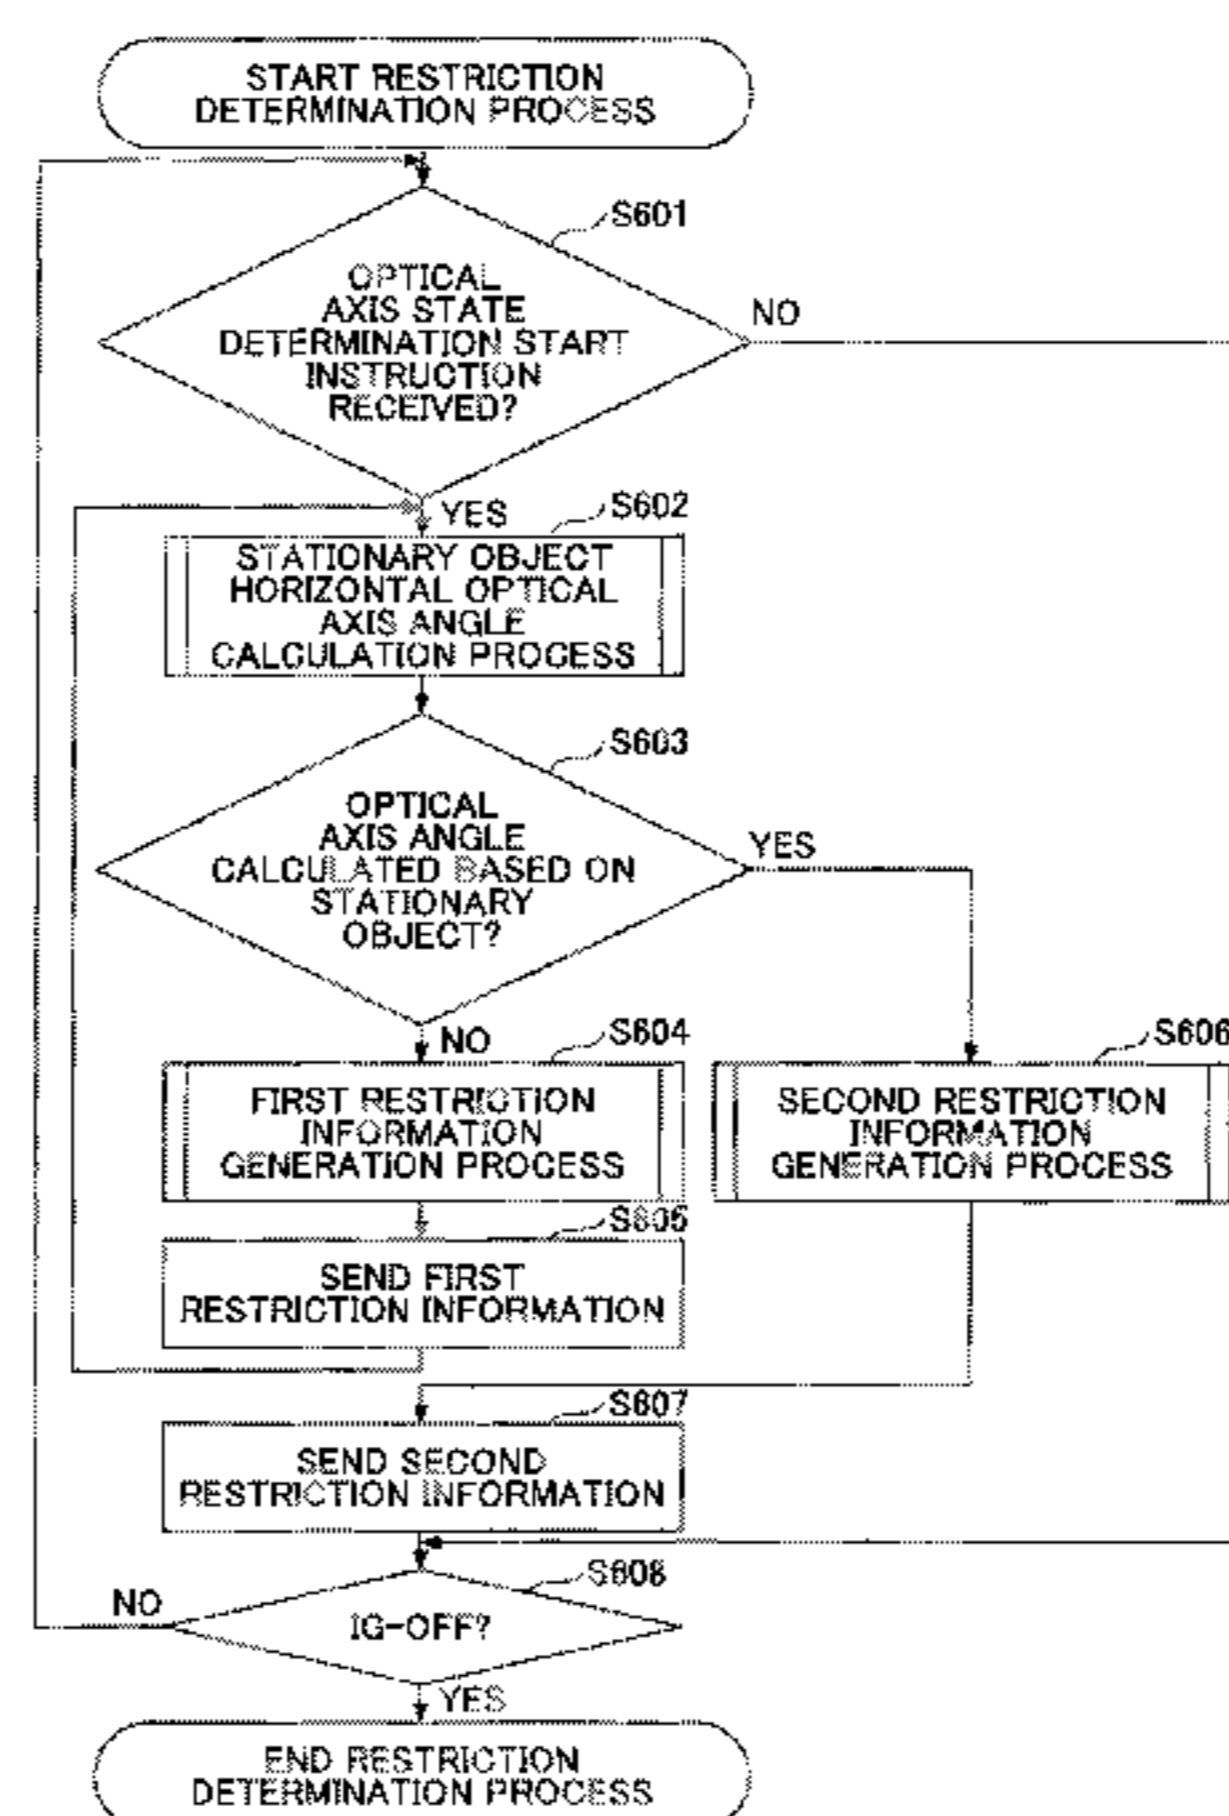 START RESTRICTION
DETERMINATION PROCESS
S601
OPTICAL
AXIS STATE
DETERMINATION START
INSTRUCTION
RECEIVED?
NO
YES
S602
STATIONARY OBJECT
HORIZONTAL OPTICAL
AXIS ANGLE
CALCULATION PROCESS
S603
OPTICAL
AXIS ANGLE
CALCULATED BASED ON
STATIONARY
OBJECT?
YES
NO
S604
FIRST RESTRICTION
INFORMATION
GENERATION PROCESS
S606
SECOND RESTRICTION
INFORMATION
GENERATION PROCESS
S605
SEND FIRST
RESTRICTION INFORMATION
S607
SEND SECOND
RESTRICTION INFORMATION
S608
NO
IG-OFF?
YES
END RESTRICTION
DETERMINATION PROCESS